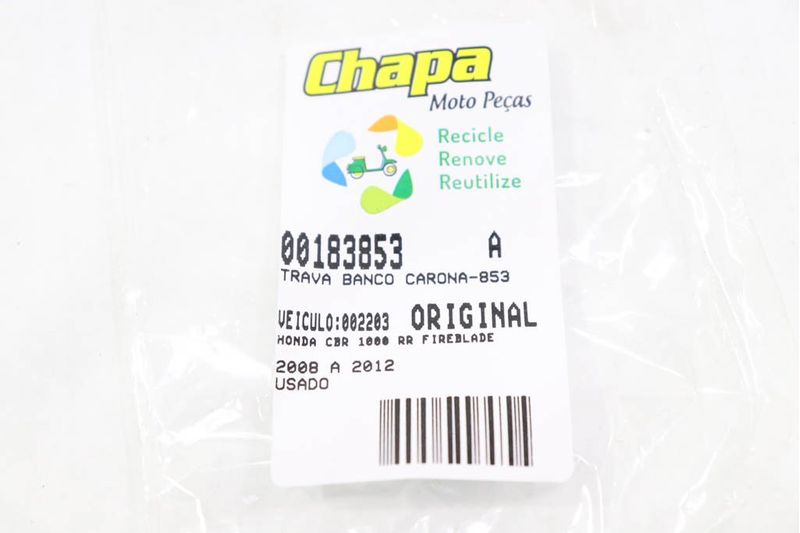 Chapa
Moto Peças
Recicle
Renove
Reutilize
00183853 A
TRAVA BANCO CARONA-853
VEICULO:002203 ORIGINAL
HONDA CBR 1000 RR FIREBLADE
2008 A 2012
USADO